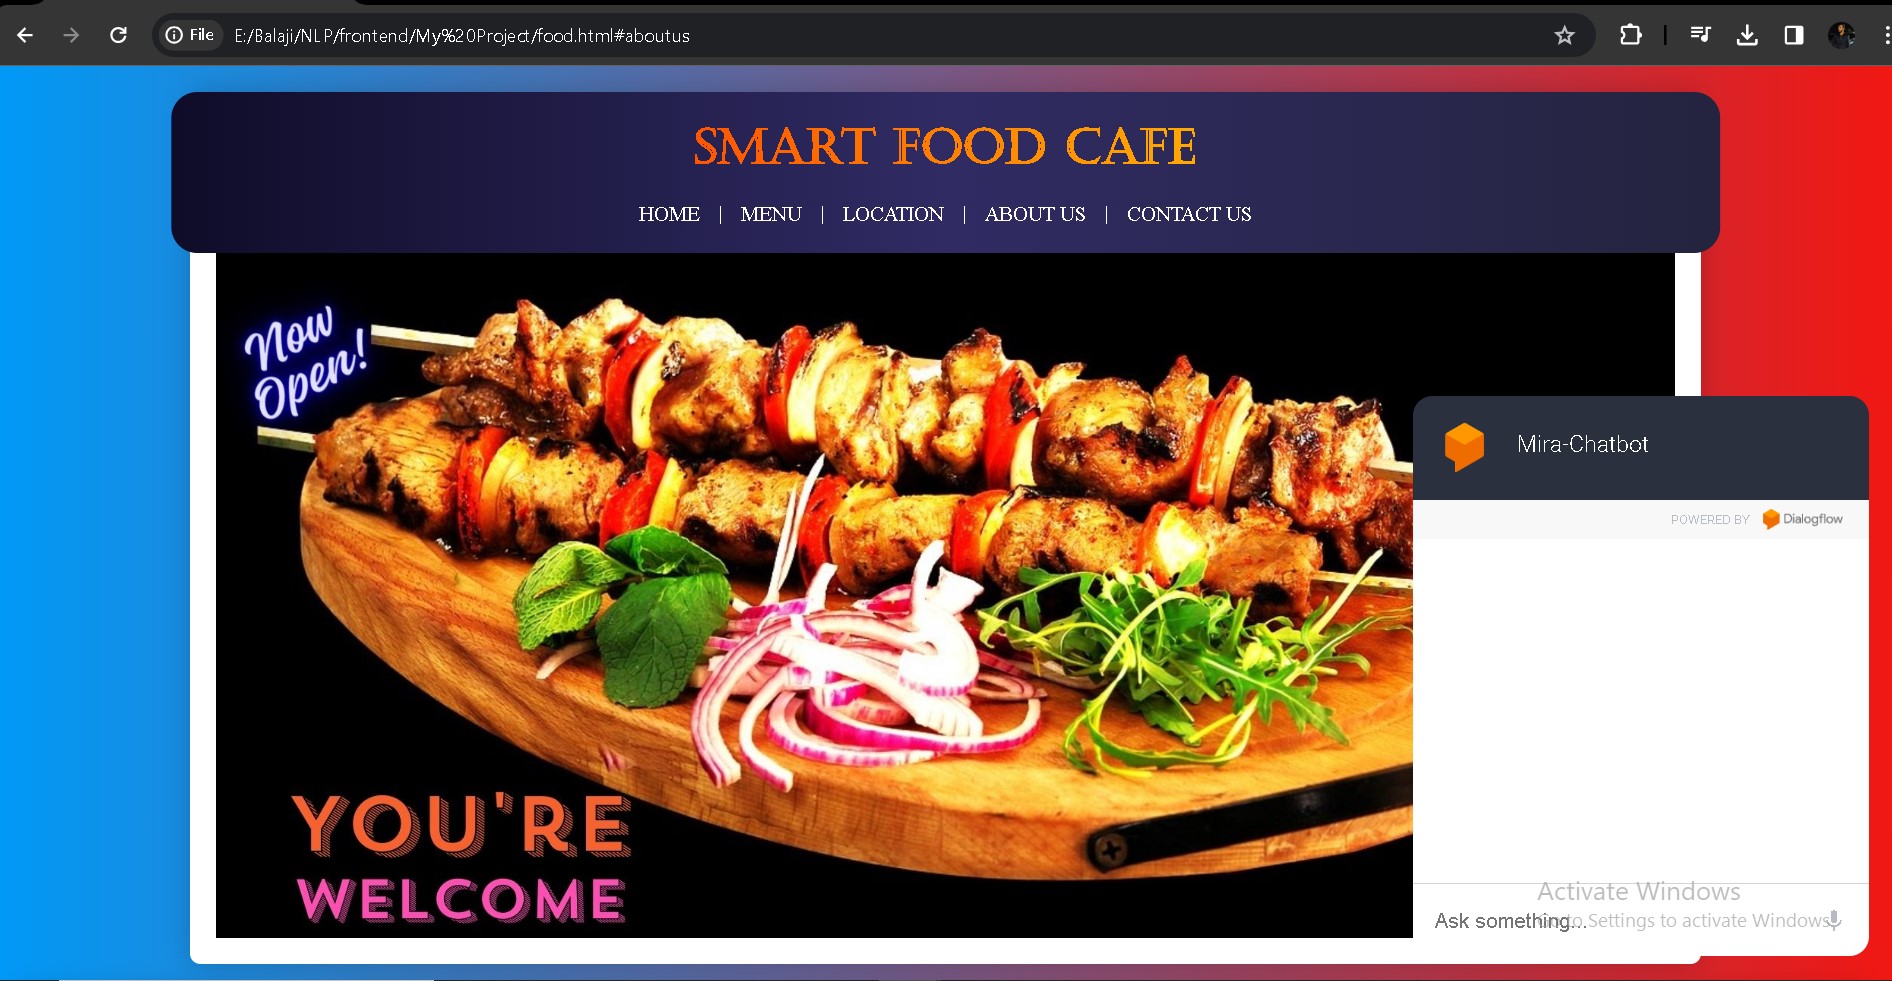 File E:/Balaji/NLP/frontend/My%20Project/food.html#aboutus
SMART FOOD CAFE
HOME | MENU | LOCATION | ABOUT US | CONTACT US
Now
Open!
Mira-Chatbot
POWERED BY Dialogflow
YOU'RE
WELCOME
Activate Windows
Ask something...
Go to Settings to activate Windows.